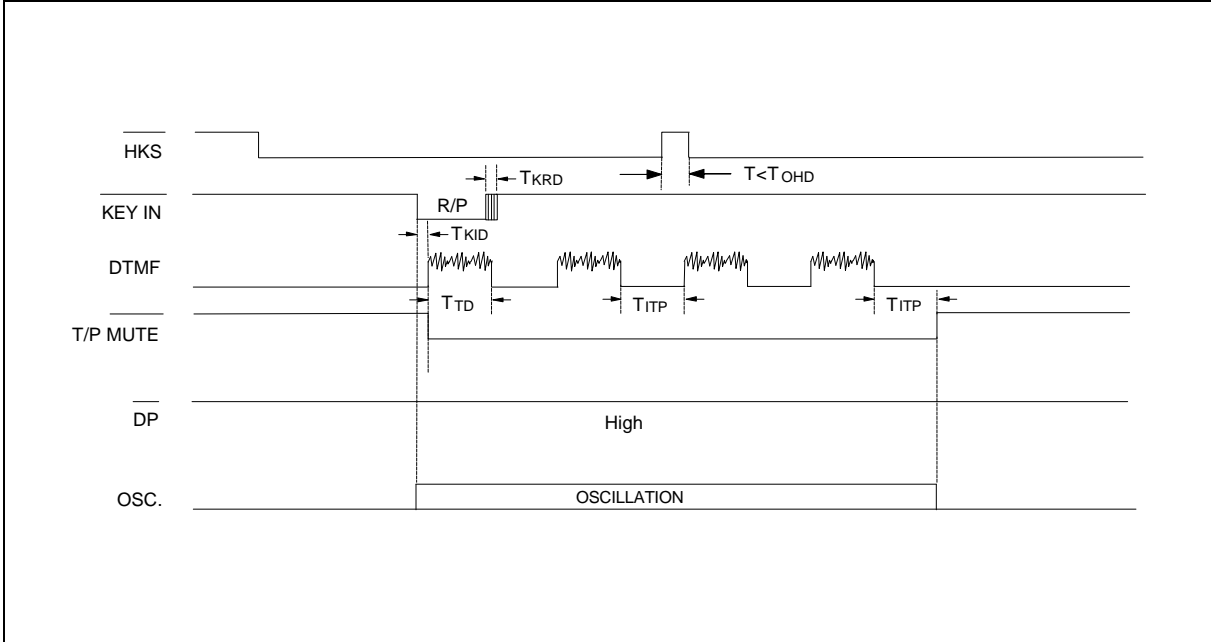 HKS
TKRD
T<TOHD
KEY IN
R/P
TKID
DTMF
TTD
TITP
TITP
T/P MUTE
DP
High
OSC.
OSCILLATION